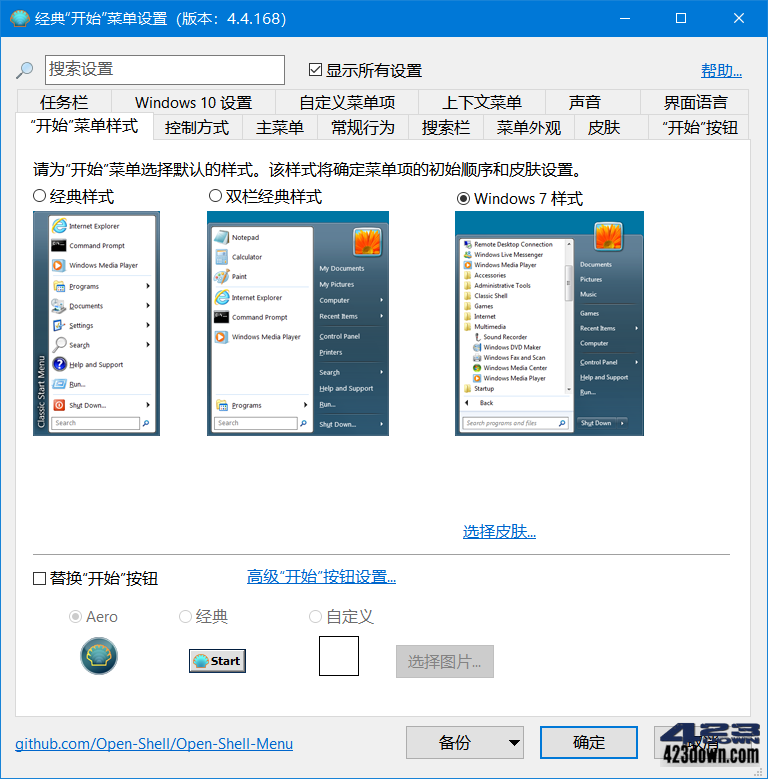 经典“开始”菜单设置（版本：4.4.168）
搜索设置
显示所有设置
帮助...
任务栏 Windows 10 设置 自定义菜单项 上下文菜单 声音 界面语言
“开始”菜单样式 控制方式 主菜单 常规行为 搜索栏 菜单外观 皮肤 “开始”按钮
请为“开始”菜单选择默认的样式。该样式将确定菜单项的初始顺序和皮肤设置。
经典样式
Internet Explorer
Command Prompt
Windows Media Player
Programs
Documents
Settings
Search
Help and Support
Run...
Shut Down...
Search
Classic Start Menu
双栏经典样式
Notepad
Calculator
Paint
Internet Explorer
Command Prompt
Windows Media Player
Programs
Search
My Documents
My Pictures
Computer
Recent Items
Control Panel
Printers
Search
Help and Support
Run...
Shut Down...
Windows 7 样式
Remote Desktop Connection
Windows Live Messenger
Windows Media Player
Accessories
Administrative Tools
Classic Shell
Games
Internet
Multimedia
Sound Recorder
Windows DVD Maker
Windows Fax and Scan
Windows Media Center
Windows Media Player
Startup
Back
Search programs and files
Documents
Pictures
Music
Games
Recent Items
Computer
Control Panel
Help and Support
Run...
Shut Down
选择皮肤...
替换“开始”按钮
高级“开始”按钮设置...
Aero
经典
自定义
Start
选择图片...
github.com/Open-Shell/Open-Shell-Menu
备份
确定
取消
423
DOWN
423down.com